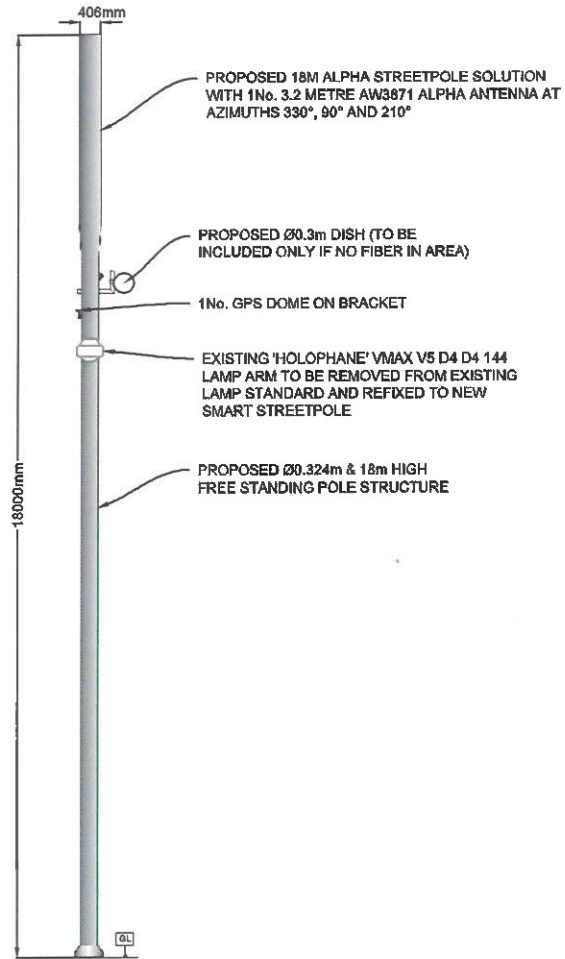 406mm
PROPOSED 18M ALPHA STREETPOLE SOLUTION
WITH 1No. 3.2 METRE AW3871 ALPHA ANTENNA AT
AZIMUTHS 330°, 90° AND 210°
PROPOSED Ø0.3m DISH (TO BE
INCLUDED ONLY IF NO FIBER IN AREA)
1No. GPS DOME ON BRACKET
EXISTING 'HOLOPHANE' VMAX V5 D4 D4 144
LAMP ARM TO BE REMOVED FROM EXISTING
LAMP STANDARD AND REFIXED TO NEW
SMART STREETPOLE
PROPOSED Ø0.324m & 18m HIGH
FREE STANDING POLE STRUCTURE
18000mm
GL